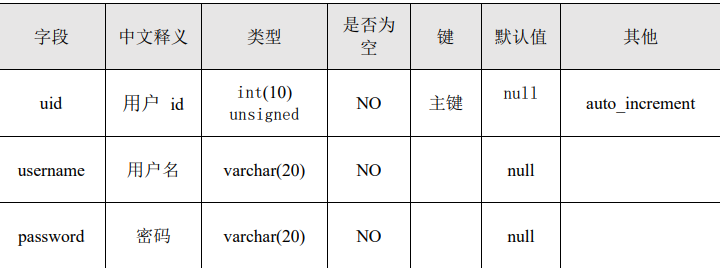 字段 中文释义 类型 是否为空 键 默认值 其他
uid 用户 id int(10) unsigned NO 主键 null auto_increment
username 用户名 varchar(20) NO null
password 密码 varchar(20) NO null